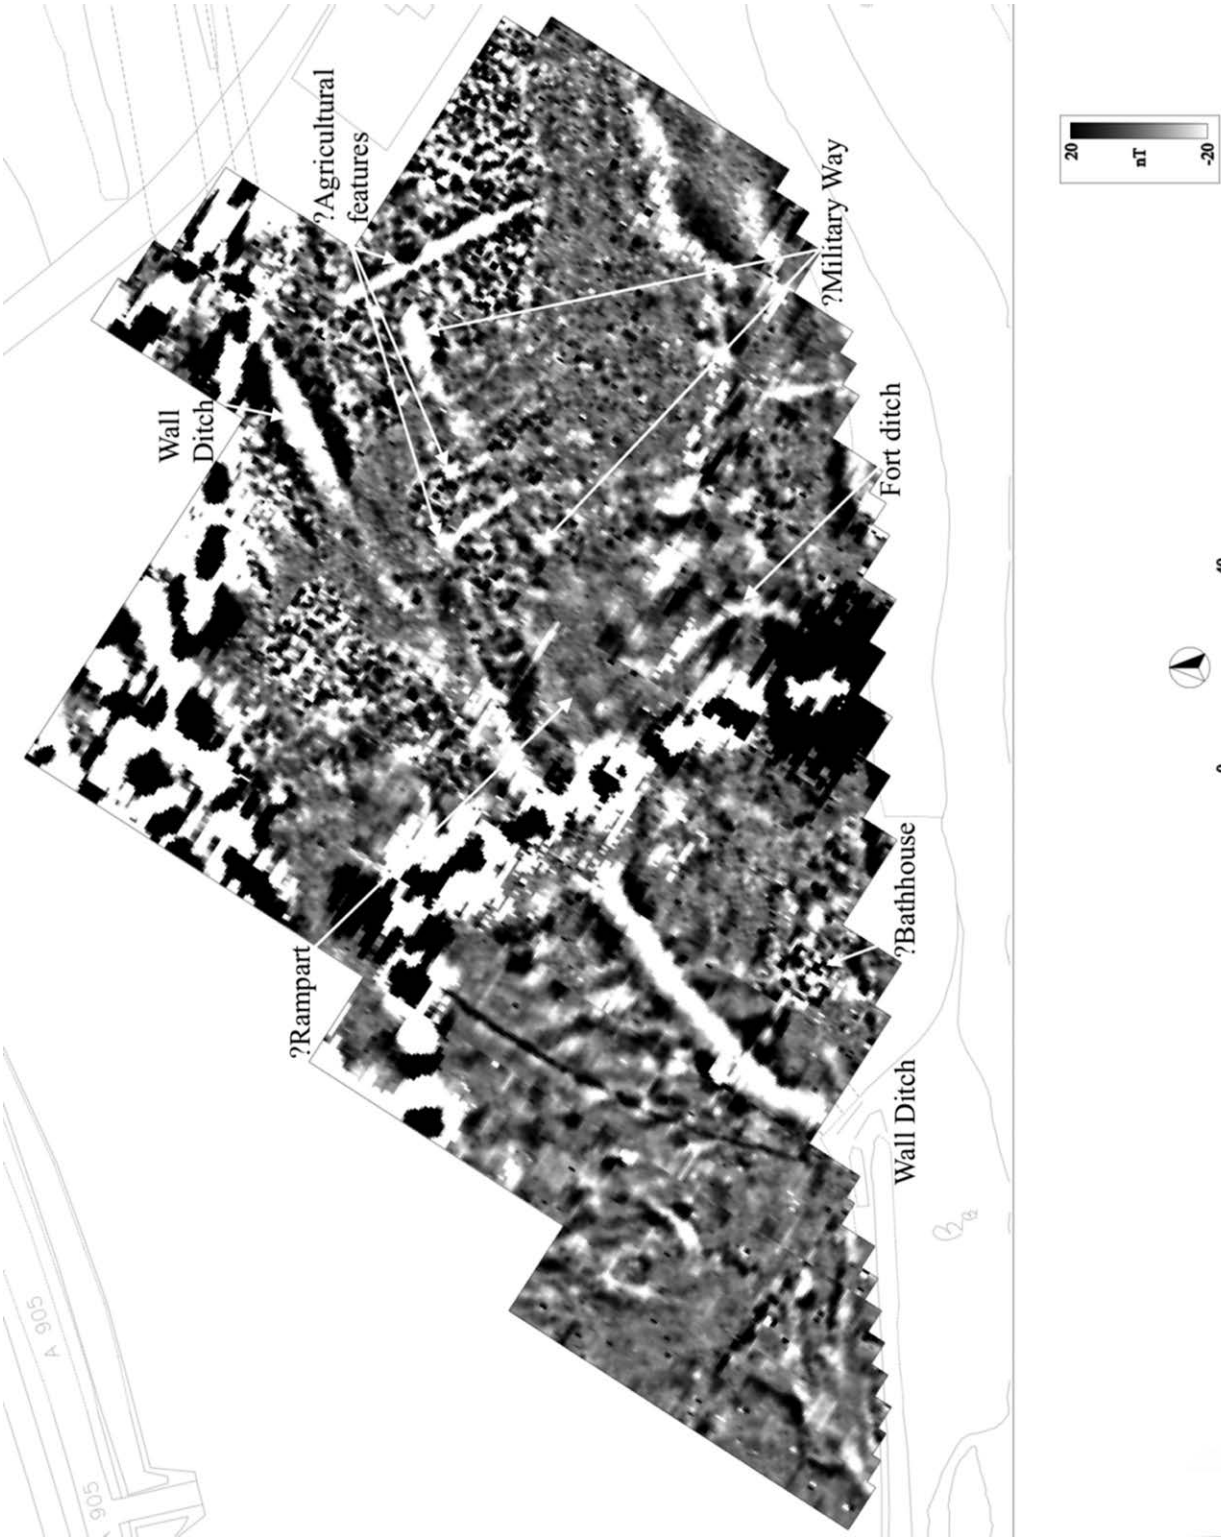 ?Agricultural
features
?Military Way
Wall
Ditch
Fort ditch
?Rampart
?Bathhouse
Wall Ditch
A 905
905
20
nT
-20